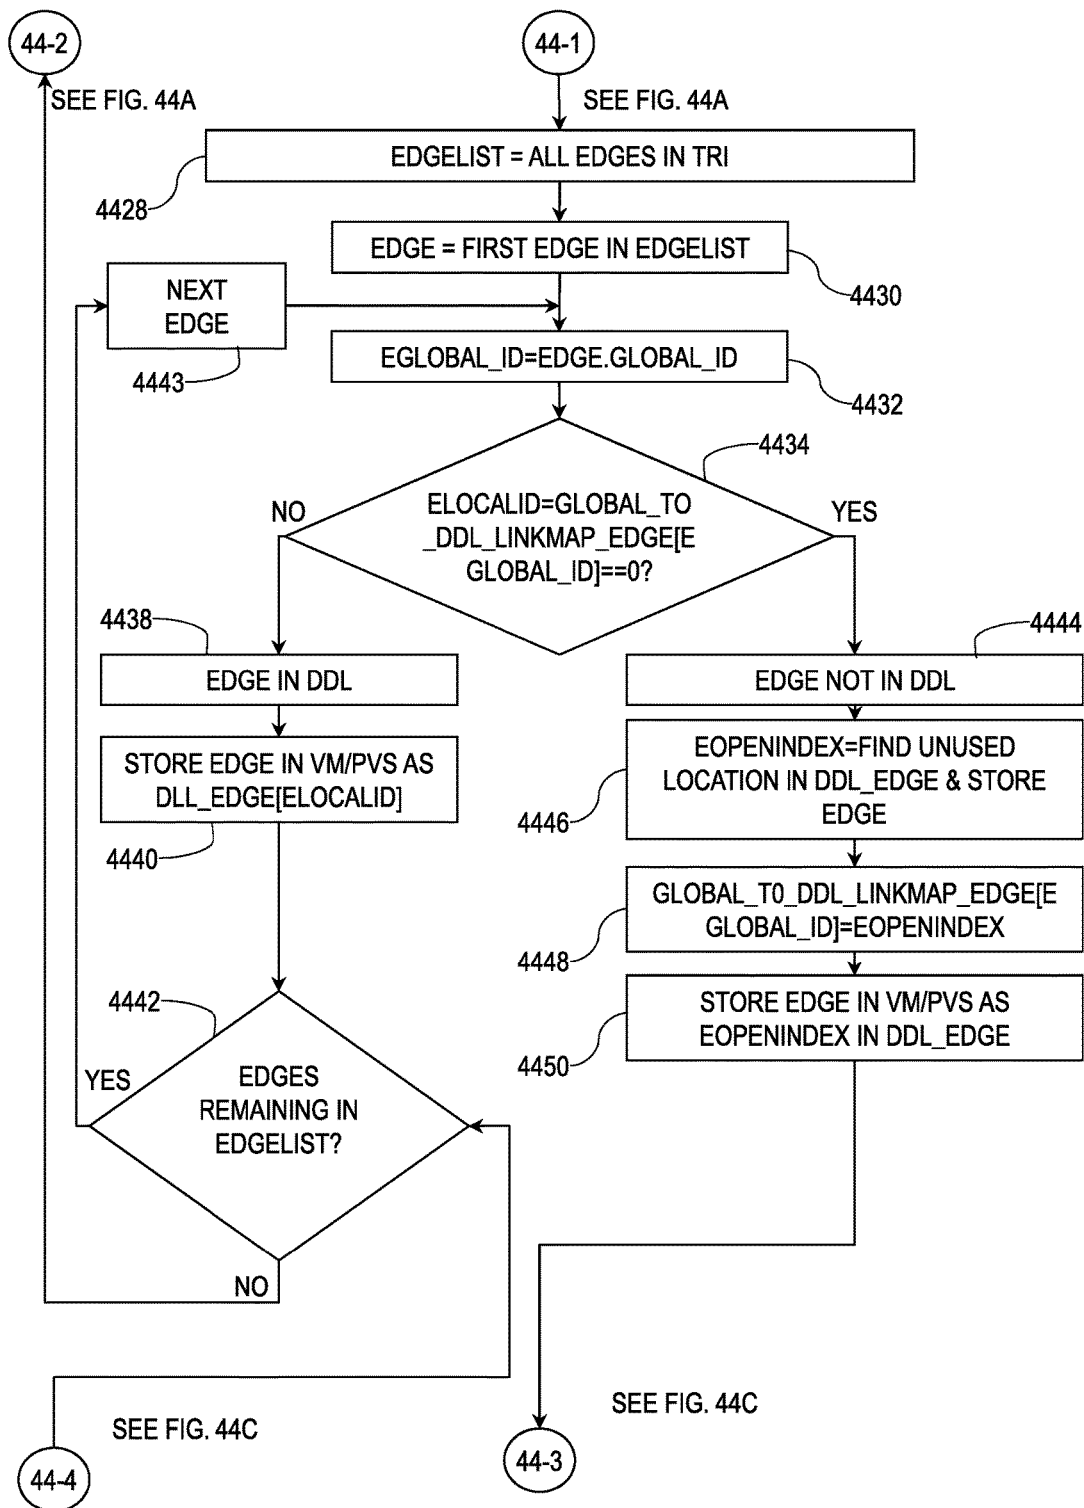 44-2
44-1
SEE FIG. 44A
SEE FIG. 44A
EDGELIST = ALL EDGES IN TRI
4428
EDGE = FIRST EDGE IN EDGELIST
4430
NEXT
EDGE
4443
EGLOBAL_ID=EDGE.GLOBAL_ID
4432
4434
NO
YES
ELOCALID=GLOBAL_TO
_DDL_LINKMAP_EDGE[E
GLOBAL_ID]==0?
4438
4444
EDGE IN DDL
EDGE NOT IN DDL
STORE EDGE IN VM/PVS AS
DLL_EDGE[ELOCALID]
4440
EOPENINDEX=FIND UNUSED
LOCATION IN DDL_EDGE & STORE
EDGE
4446
GLOBAL_T0_DDL_LINKMAP_EDGE[E
GLOBAL_ID]=EOPENINDEX
4448
4442
STORE EDGE IN VM/PVS AS
EOPENINDEX IN DDL_EDGE
4450
YES
EDGES
REMAINING IN
EDGELIST?
NO
SEE FIG. 44C
SEE FIG. 44C
44-4
44-3